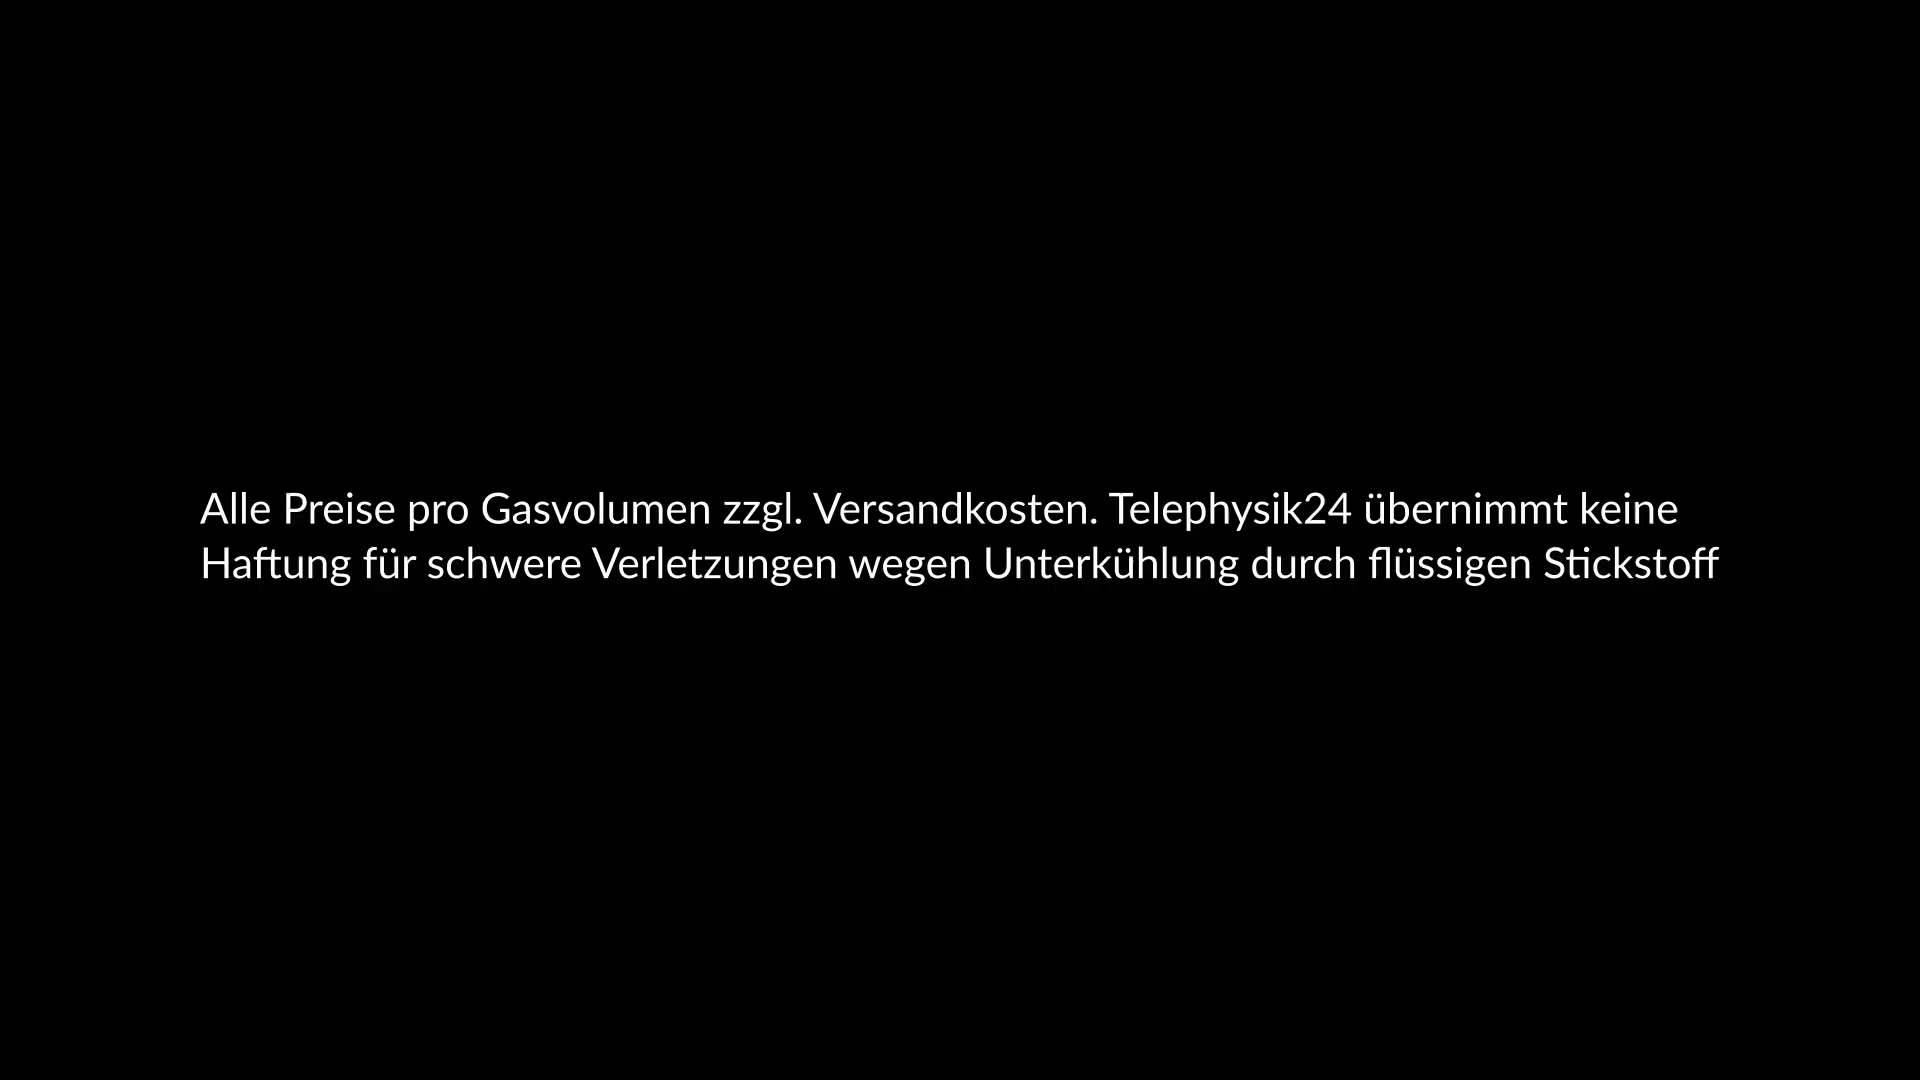 Alle Preise pro Gasvolumen zzgl. Versandkosten. Telephysik24 übernimmt keine
Haftung für schwere Verletzungen wegen Unterkühlung durch flüssigen Stickstoff